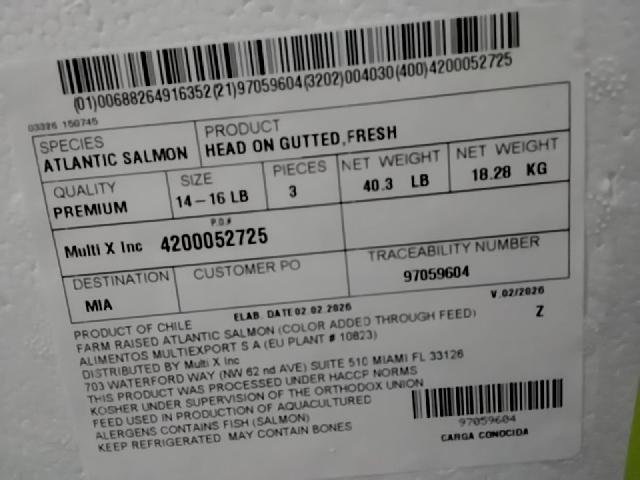 (01)00688264916352(21)97059604(3202)004030(400)4200052725
03326 150745
SPECIES
ATLANTIC SALMON
PRODUCT
HEAD ON GUTTED,FRESH
QUALITY
PREMIUM
SIZE
14-16 LB
PIECES
3
NET WEIGHT
40.3 LB
NET WEIGHT
18.28 KG
P.O.#
Multi X Inc 4200052725
DESTINATION
MIA
CUSTOMER PO
TRACEABILITY NUMBER
97059604
PRODUCT OF CHILE
ELAB. DATE 02.02.2026
V.02/2026
FARM RAISED ATLANTIC SALMON (COLOR ADDED THROUGH FEED)
Z
ALIMENTOS MULTIEXPORT S A (EU PLANT # 10823)
DISTRIBUTED BY Multi X Inc
703 WATERFORD WAY (NW 62 nd AVE) SUITE 510 MIAMI FL 33126
THIS PRODUCT WAS PROCESSED UNDER HACCP NORMS
KOSHER UNDER SUPERVISION OF THE ORTHODOX UNION
FEED USED IN PRODUCTION OF AQUACULTURED
ALERGENS CONTAINS FISH (SALMON)
KEEP REFRIGERATED MAY CONTAIN BONES
97059604
CARGA CONOCIDA